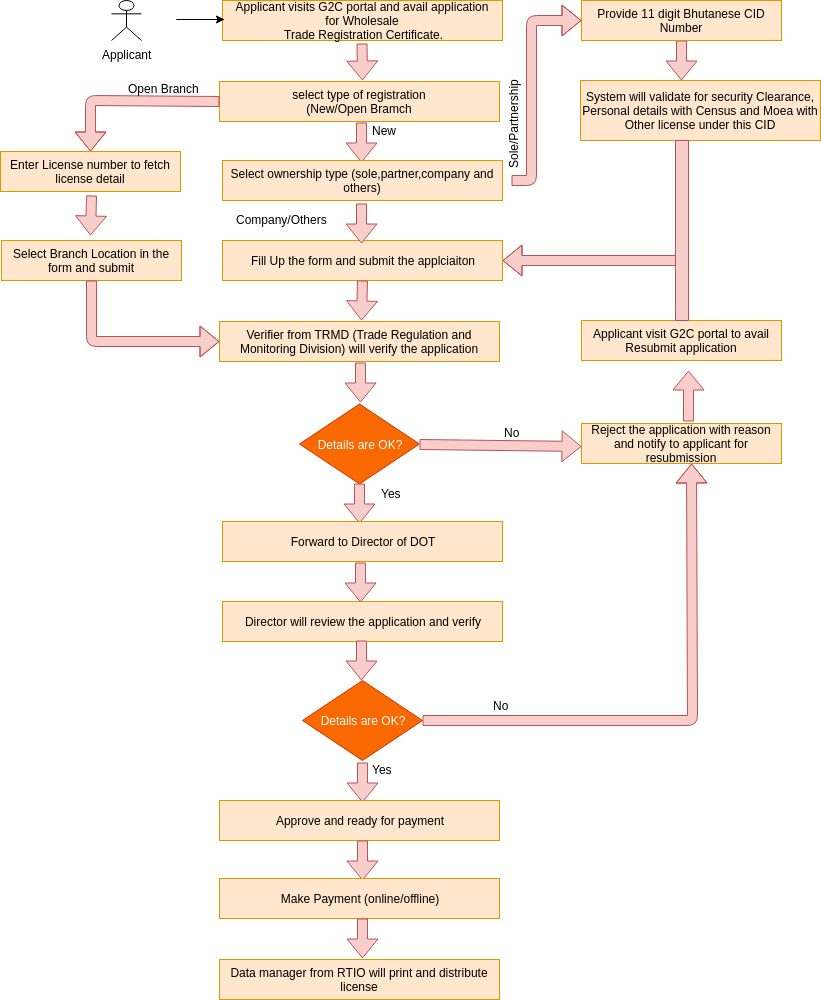 Applicant visits G2C portal and avail application
for Wholesale
Trade Registration Certificate.
Applicant
Provide 11 digit Bhutanese CID
Number
Open Branch
select type of registration
(New/Open Bramch
Sole/Partnership
System will validate for security Clearance,
Personal details with Census and Moea with
Other license under this CID
New
Enter License number to fetch
license detail
Select ownership type (sole,partner,company and
others)
Company/Others
Select Branch Location in the
form and submit
Fill Up the form and submit the applciaiton
Verifier from TRMD (Trade Regulation and
Monitoring Division) will verify the application
Applicant visit G2C portal to avail
Resubmit application
Details are OK?
No
Reject the application with reason
and notify to applicant for
resubmission
Yes
Forward to Director of DOT
Director will review the application and verify
Details are OK?
No
Yes
Approve and ready for payment
Make Payment (online/offline)
Data manager from RTIO will print and distribute
license